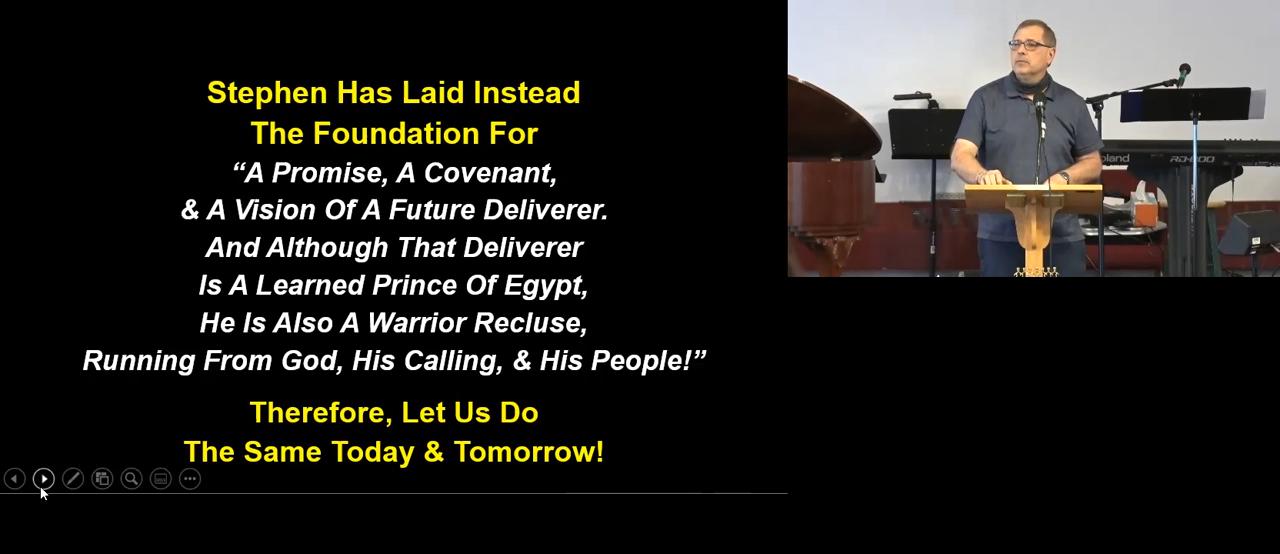 Stephen Has Laid Instead
The Foundation For
“A Promise, A Covenant,
& A Vision Of A Future Deliverer.
And Although That Deliverer
Is A Learned Prince Of Egypt,
He Is Also A Warrior Recluse,
Running From God, His Calling, & His People!”
Therefore, Let Us Do
The Same Today & Tomorrow!
Roland